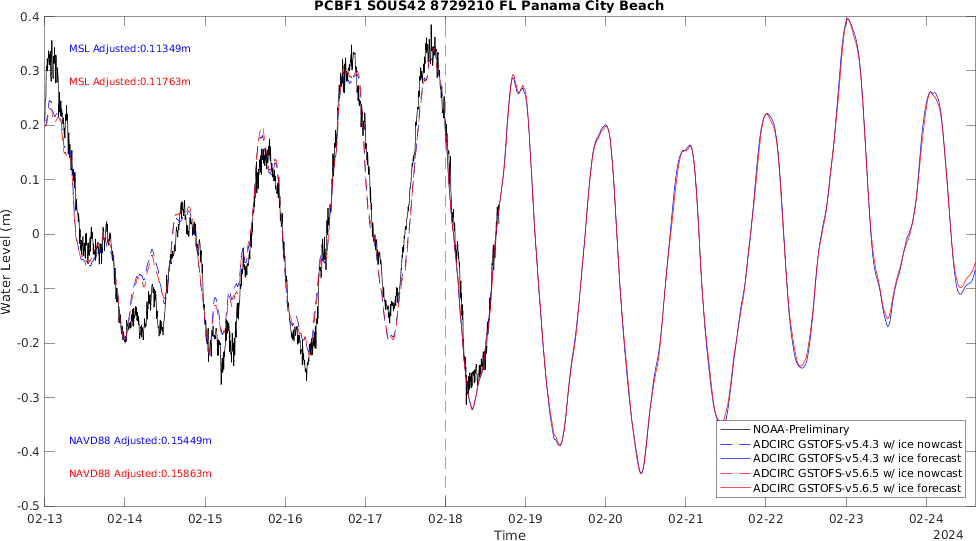 PCBF1 SOUS42 8729210 FL Panama City Beach
0.4
0.3
0.2
0.1
0
-0.1
-0.2
-0.3
-0.4
-0.5
Water Level (m)
MSL Adjusted:0.11349m
MSL Adjusted:0.11763m
NAVD88 Adjusted:0.15449m
NAVD88 Adjusted:0.15863m
NOAA-Preliminary
ADCIRC GSTOFS-v5.4.3 w/ ice nowcast
ADCIRC GSTOFS-v5.4.3 w/ ice forecast
ADCIRC GSTOFS-v5.6.5 w/ ice nowcast
ADCIRC GSTOFS-v5.6.5 w/ ice forecast
02-13 02-14 02-15 02-16 02-17 02-18 02-19 02-20 02-21 02-22 02-23 02-24
Time
2024